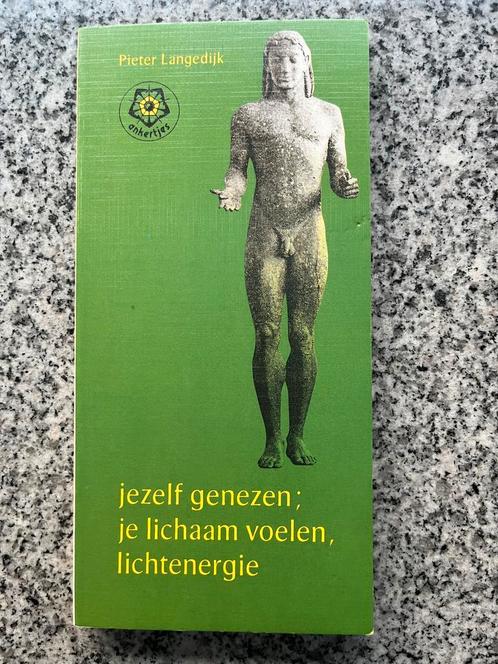 Pieter Langedijk
ankertjes
jezelf genezen;
je lichaam voelen,
lichtenergie